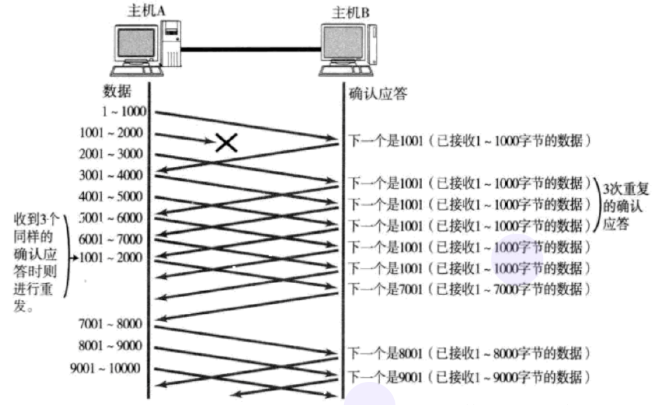 主机A
主机B
数据
确认应答
1~1000
1001~2000
下一个是1001（已接收1~1000字节的数据）
2001~3000
3001~4000
下一个是1001（已接收1~1000字节的数据）
4001~5000
下一个是1001（已接收1~1000字节的数据）
5001~6000
下一个是1001（已接收1~1000字节的数据）
3次重复
的确认
应答
6001~7000
下一个是1001（已接收1~1000字节的数据）
1001~2000
下一个是1001（已接收1~1000字节的数据）
收到3个
同样的
确认应
答时则
进行重
发。
下一个是7001（已接收1~7000字节的数据）
7001~8000
8001~9000
下一个是8001（已接收1~8000字节的数据）
9001~10000
下一个是9001（已接收1~9000字节的数据）